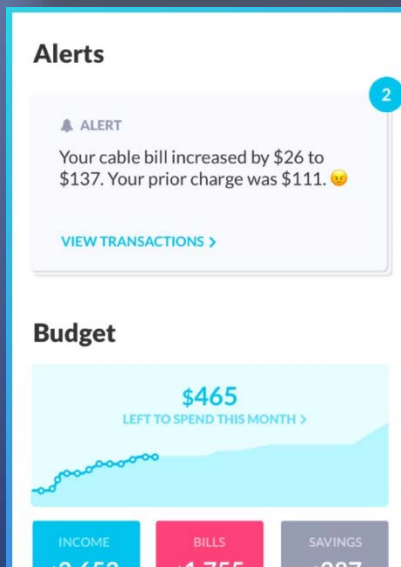 Alerts
2
ALERT
Your cable bill increased by $26 to
$137. Your prior charge was $111. 😠
VIEW TRANSACTIONS >
Budget
$465
LEFT TO SPEND THIS MONTH >
INCOME BILLS SAVINGS